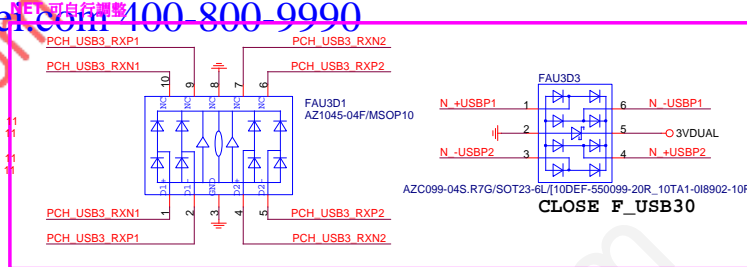 NET 可自行調整
el.com 400-800-9990
PCH_USB3_RXP1
PCH_USB3_RXN2
PCH_USB3_RXN1
PCH_USB3_RXP2
10
9
8
7
6
NC
NC
NC
NC
FAU3D1
AZ1045-04F/MSOP10
D1+
D1-
GND
D2+
D2-
1
2
3
4
5
PCH_USB3_RXN1
PCH_USB3_RXP2
PCH_USB3_RXP1
PCH_USB3_RXN2
11
11
11
11
FAU3D3
N_+USBP1
1
6
N_-USBP1
2
5
3VDUAL
N_-USBP2
3
4
N_+USBP2
AZC099-04S.R7G/SOT23-6L/[10DEF-550099-20R_10TA1-0I8902-10R
CLOSE F_USB30